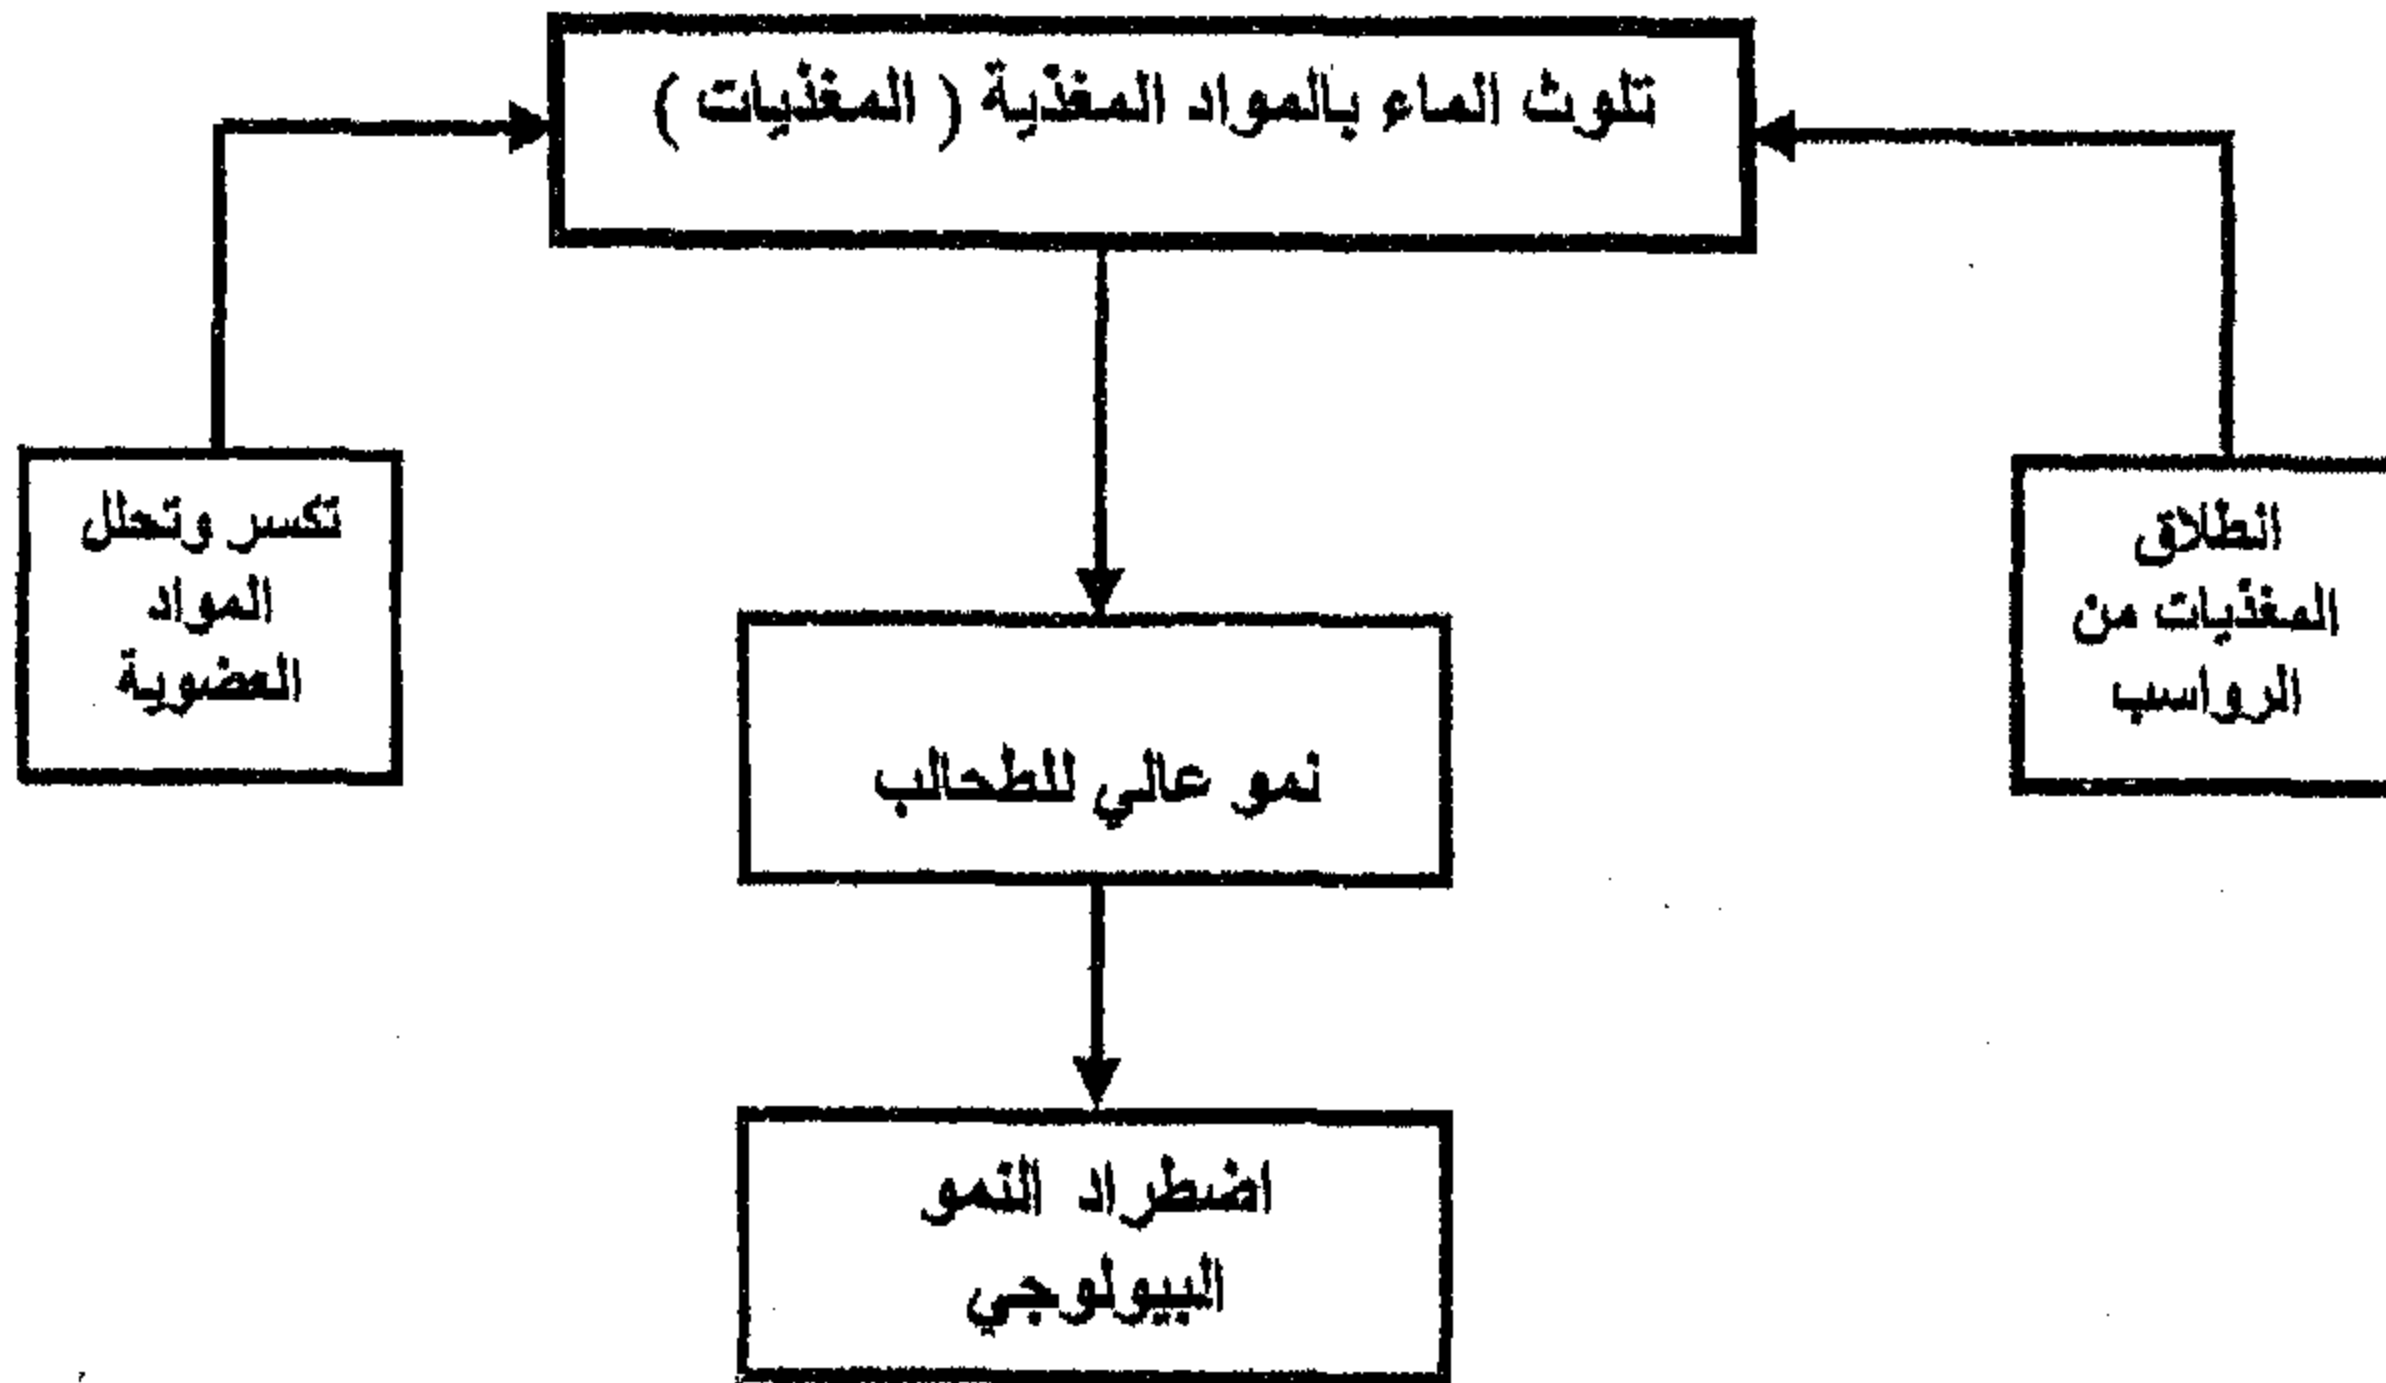 تلوث الماء بالمواد المغذية ( المغذيات )
انطلاق
المغذيات من
الرواسب
تكسر وتحلل
المواد
العضوية
نمو عالي للطحالب
اضطراد النمو
البيولوجي